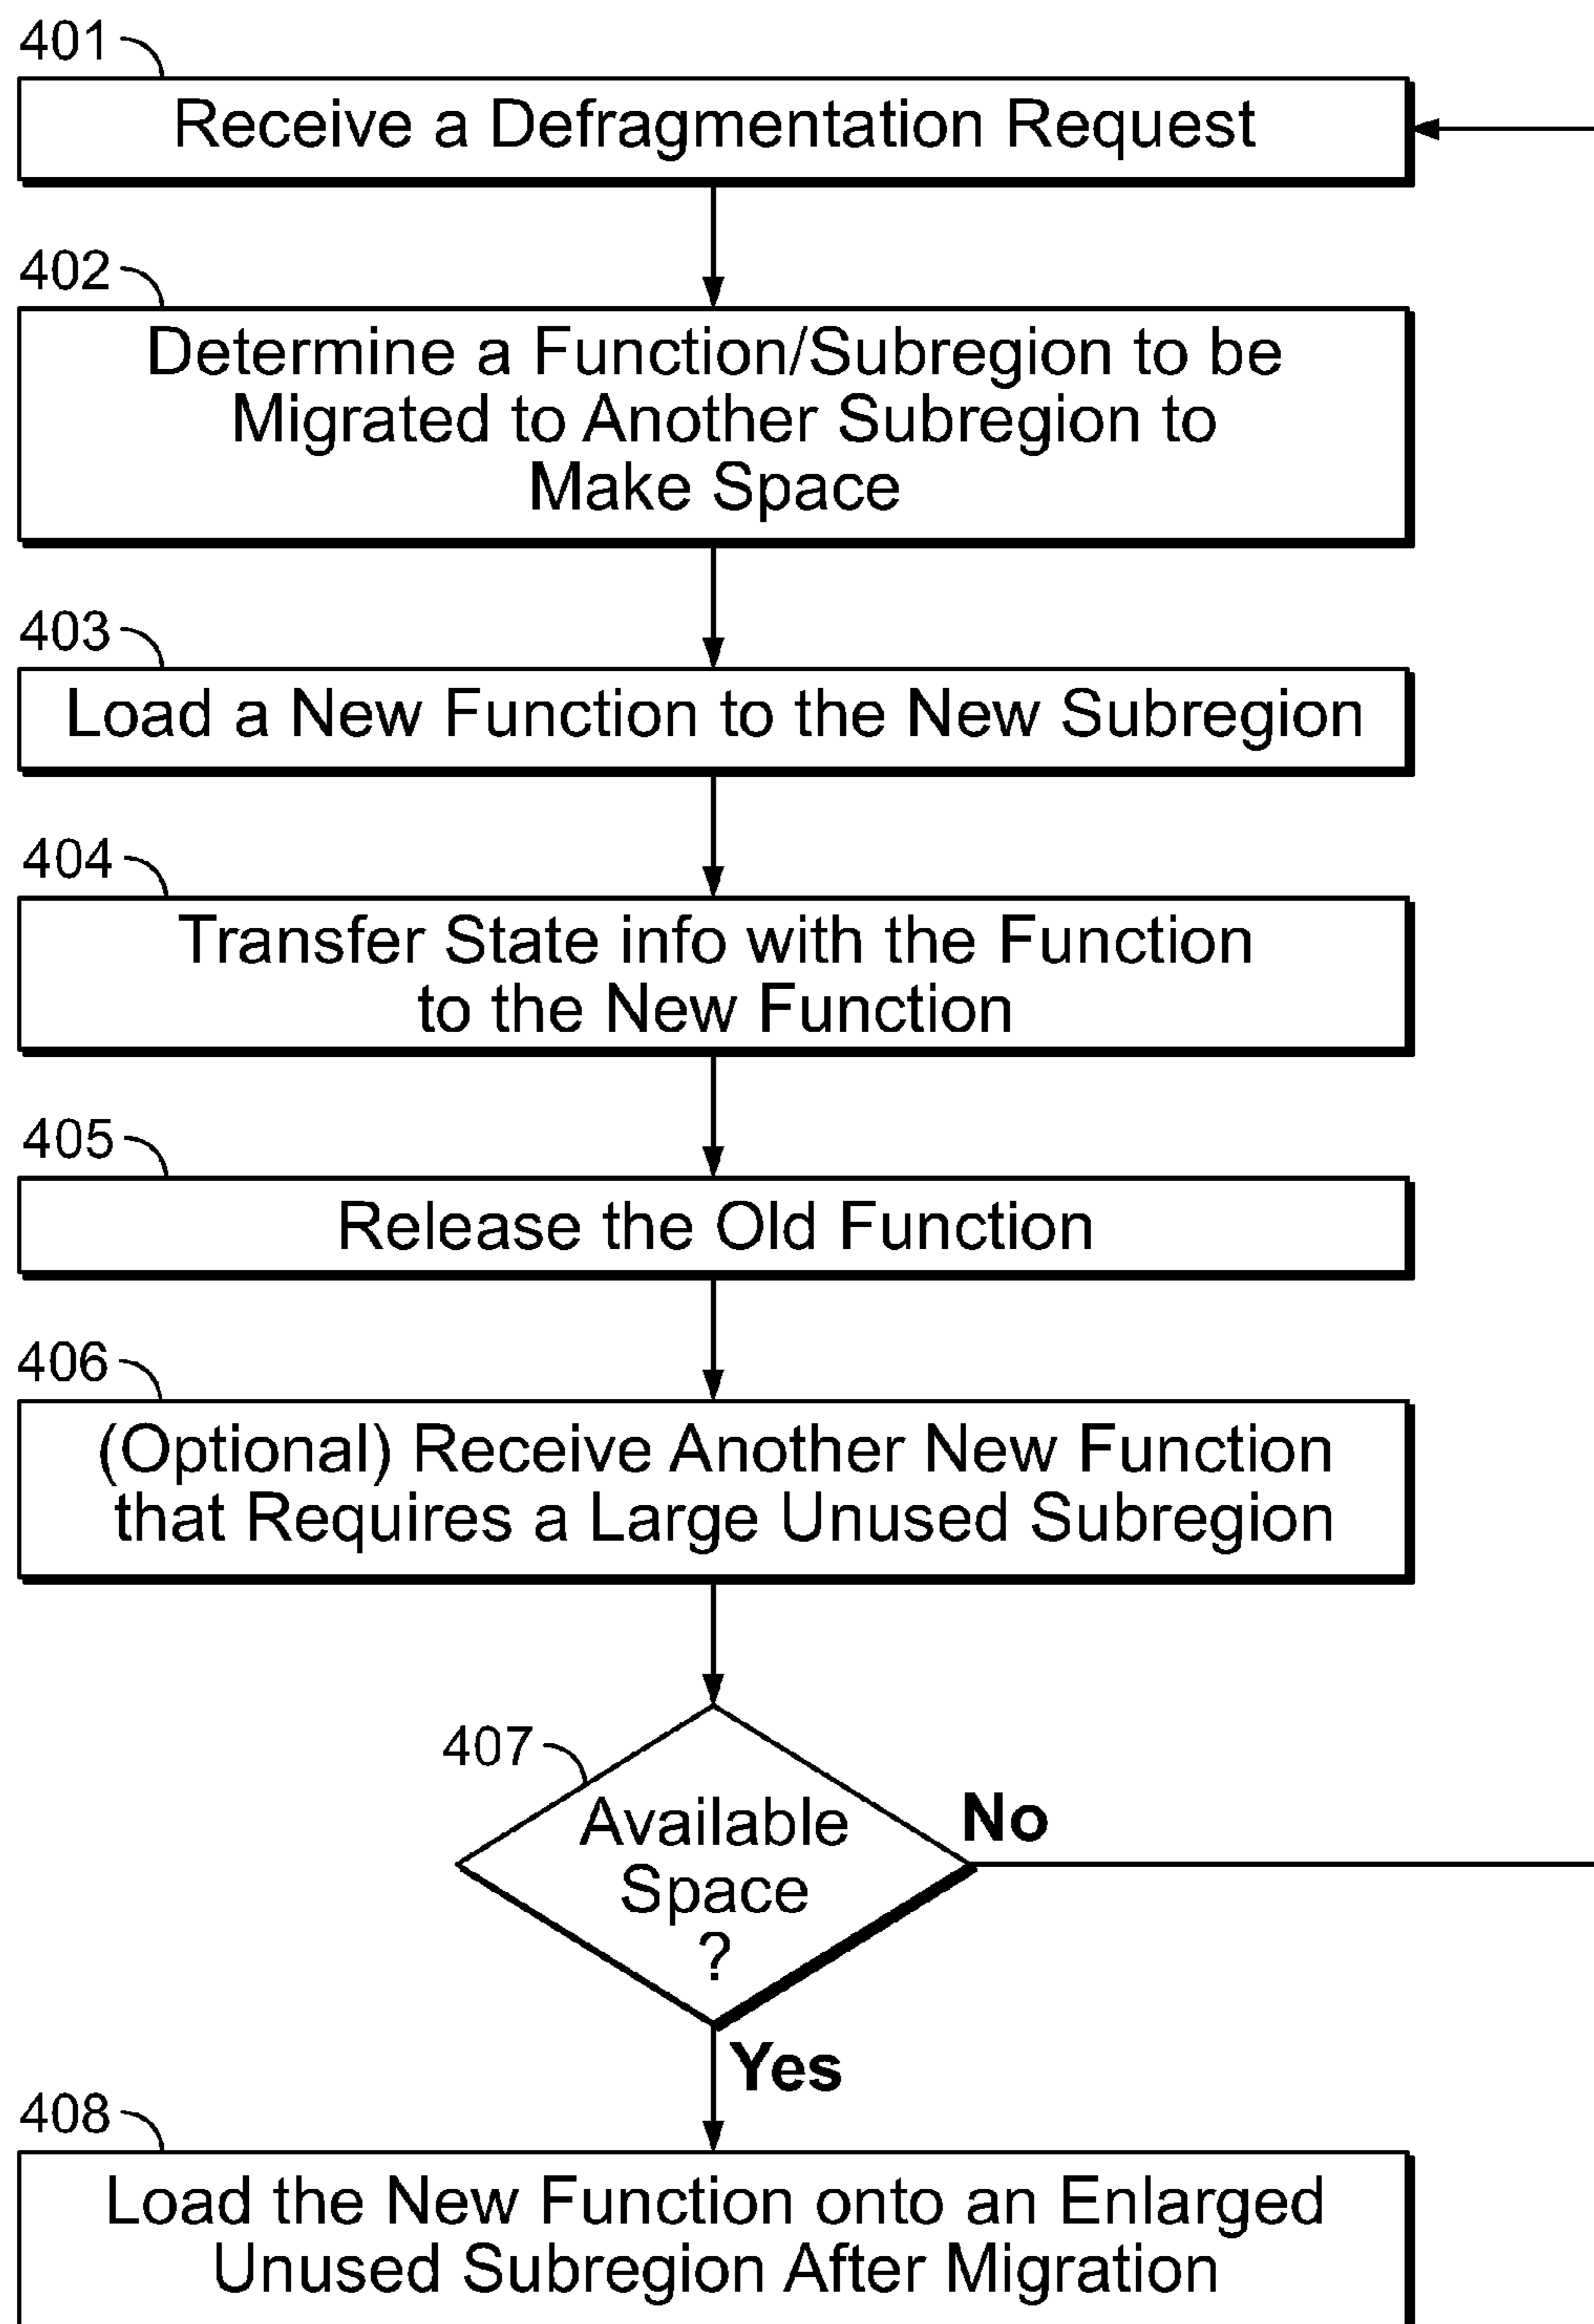 401
Receive a Defragmentation Request
402
Determine a Function/Subregion to be
Migrated to Another Subregion to
Make Space
403
Load a New Function to the New Subregion
404
Transfer State info with the Function
to the New Function
405
Release the Old Function
406
(Optional) Receive Another New Function
that Requires a Large Unused Subregion
407
Available
Space
?
No
Yes
408
Load the New Function onto an Enlarged
Unused Subregion After Migration